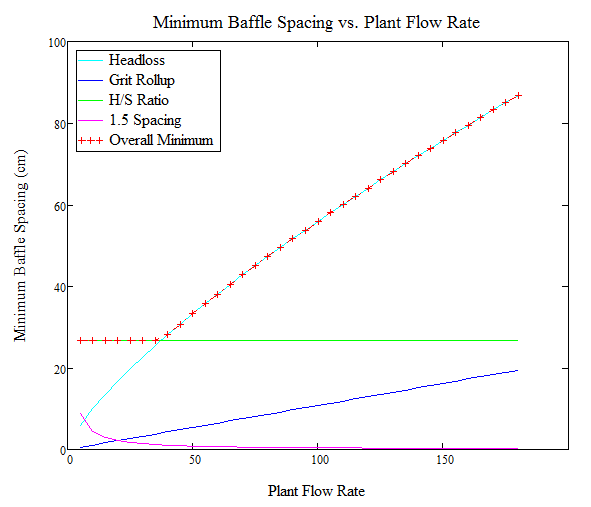 Minimum Baffle Spacing vs. Plant Flow Rate
100
Headloss
Grit Rollup
H/S Ratio
1.5 Spacing
Overall Minimum
80
60
40
20
0
Minimum Baffle Spacing (cm)
0 50 100 150
Plant Flow Rate